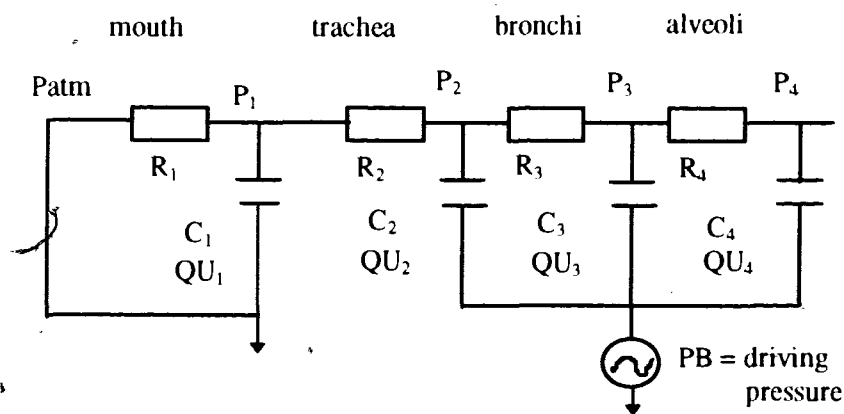 mouth trachea bronchi alveoli
Patm P1 P2 P3 P4
R1 R2 R3 R4
C1 C2 C3 C4
QU1 QU2 QU3 QU4
PB = driving
pressure